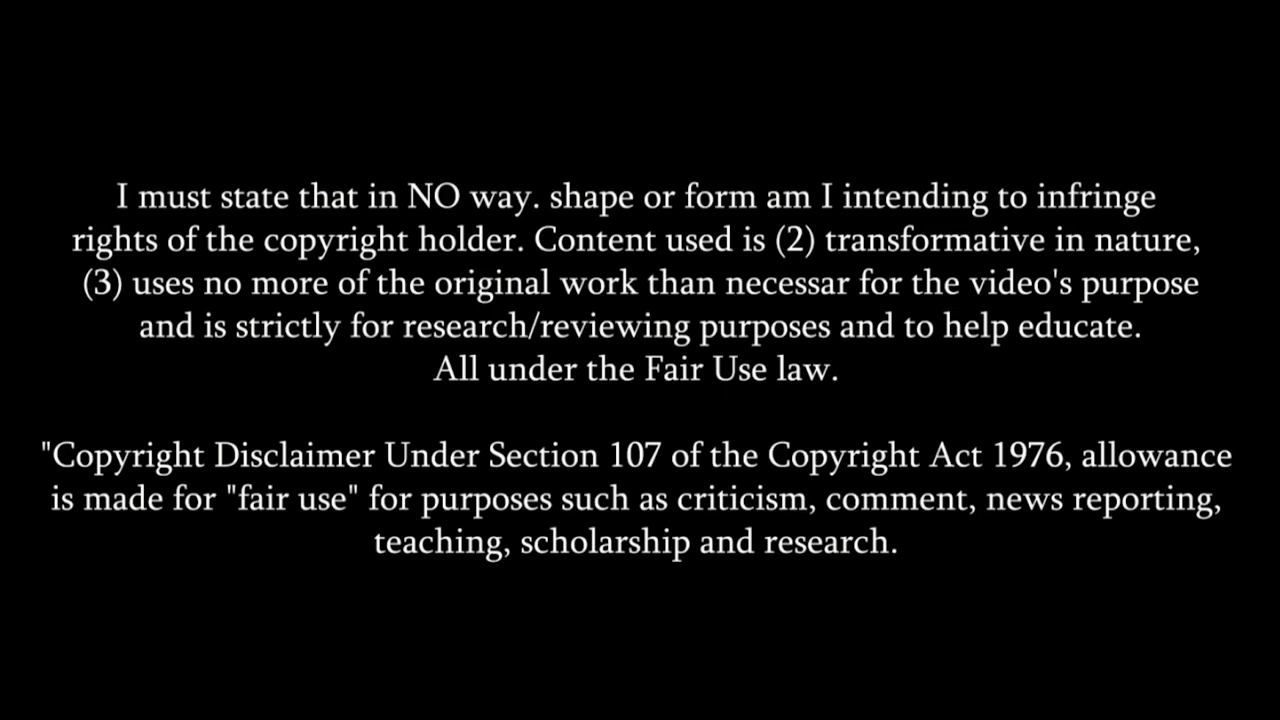 I must state that in NO way. shape or form am I intending to infringe
rights of the copyright holder. Content used is (2) transformative in nature,
(3) uses no more of the original work than necessar for the video's purpose
and is strictly for research/reviewing purposes and to help educate.
All under the Fair Use law.
"Copyright Disclaimer Under Section 107 of the Copyright Act 1976, allowance
is made for "fair use" for purposes such as criticism, comment, news reporting,
teaching, scholarship and research.